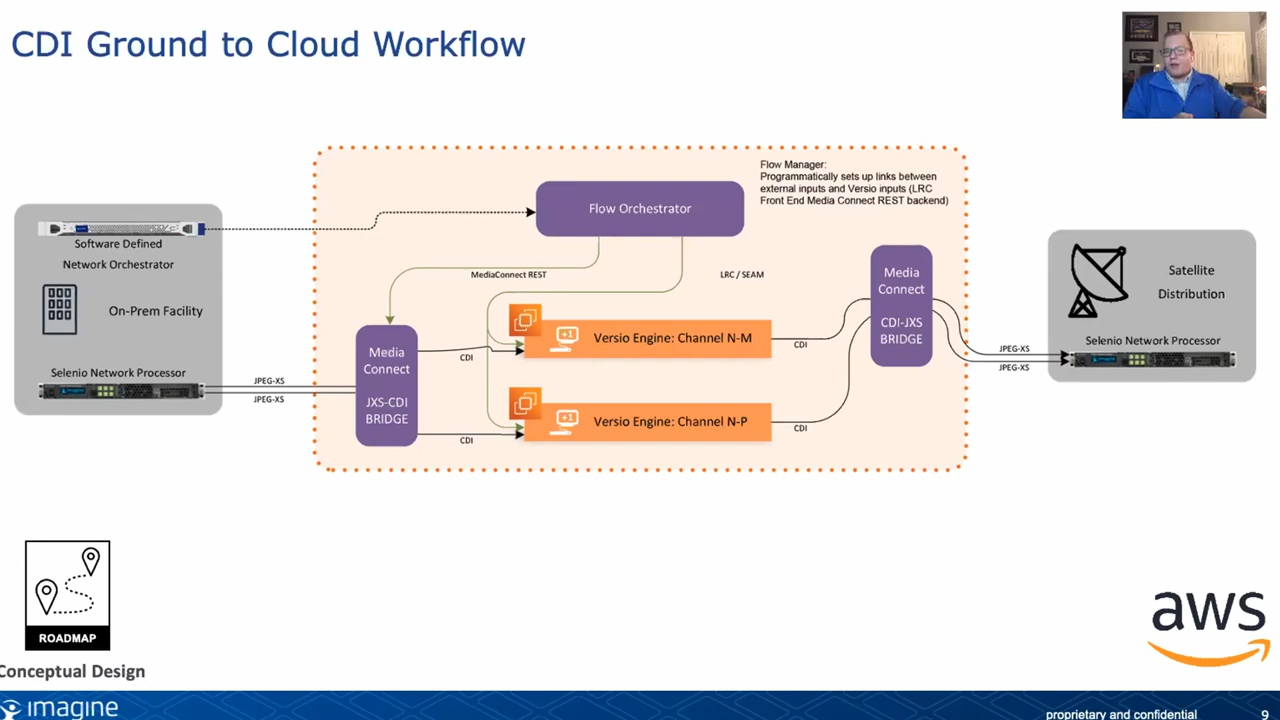 CDI Ground to Cloud Workflow
Flow Manager:
Programmatically sets up links between
external inputs and Versio inputs (LRC
Front End Media Connect REST backend)
Flow Orchestrator
Software Defined
Network Orchestrator
On-Prem Facility
Selenio Network Processor
JPEG-XS
JPEG-XS
MediaConnect REST
LRC / SEAM
Media
Connect
JXS-CDI
BRIDGE
CDI
CDI
+1
Versio Engine: Channel N-M
+1
Versio Engine: Channel N-P
CDI
CDI
Media
Connect
CDI-JXS
BRIDGE
JPEG-XS
JPEG-XS
Satellite
Distribution
Selenio Network Processor
ROADMAP
Conceptual Design
aws
imagine
proprietary and confidential
9